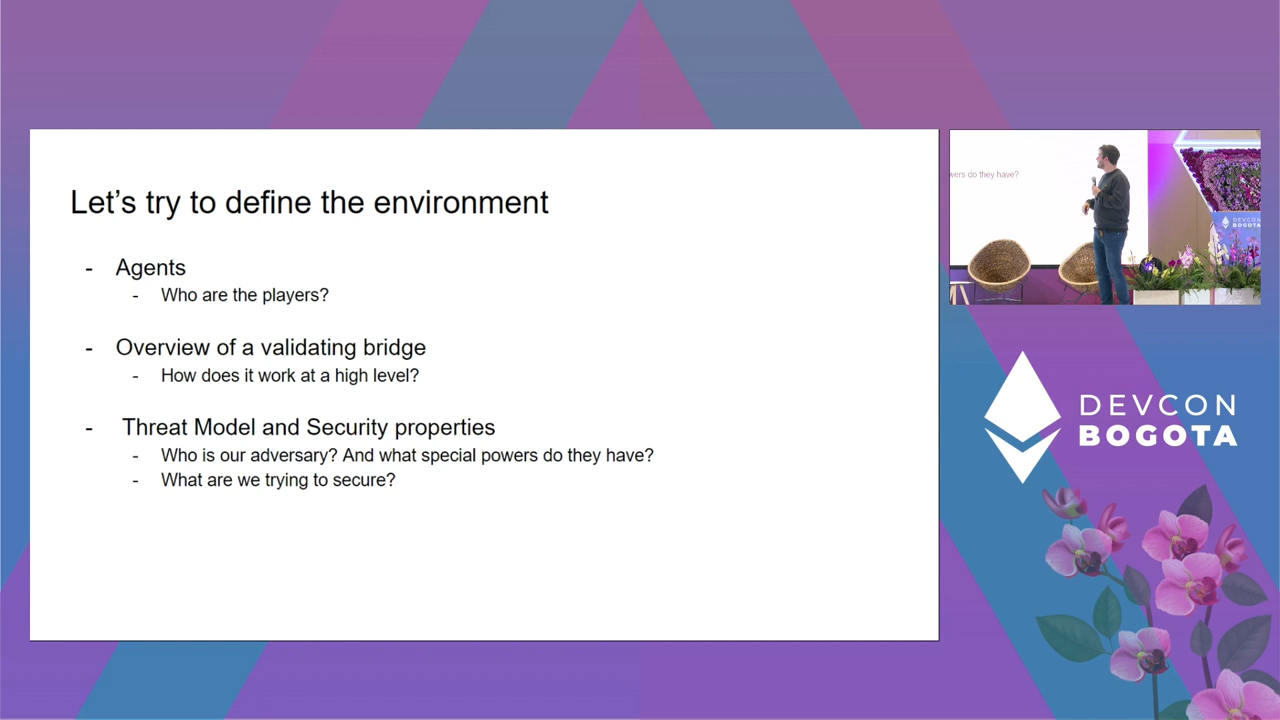 Let's try to define the environment
- Agents
- Who are the players?
- Overview of a validating bridge
- How does it work at a high level?
- Threat Model and Security properties
- Who is our adversary? And what special powers do they have?
- What are we trying to secure?
wers do they have?
DEVCON
BOGOTA
DEVCON
BOGOTA